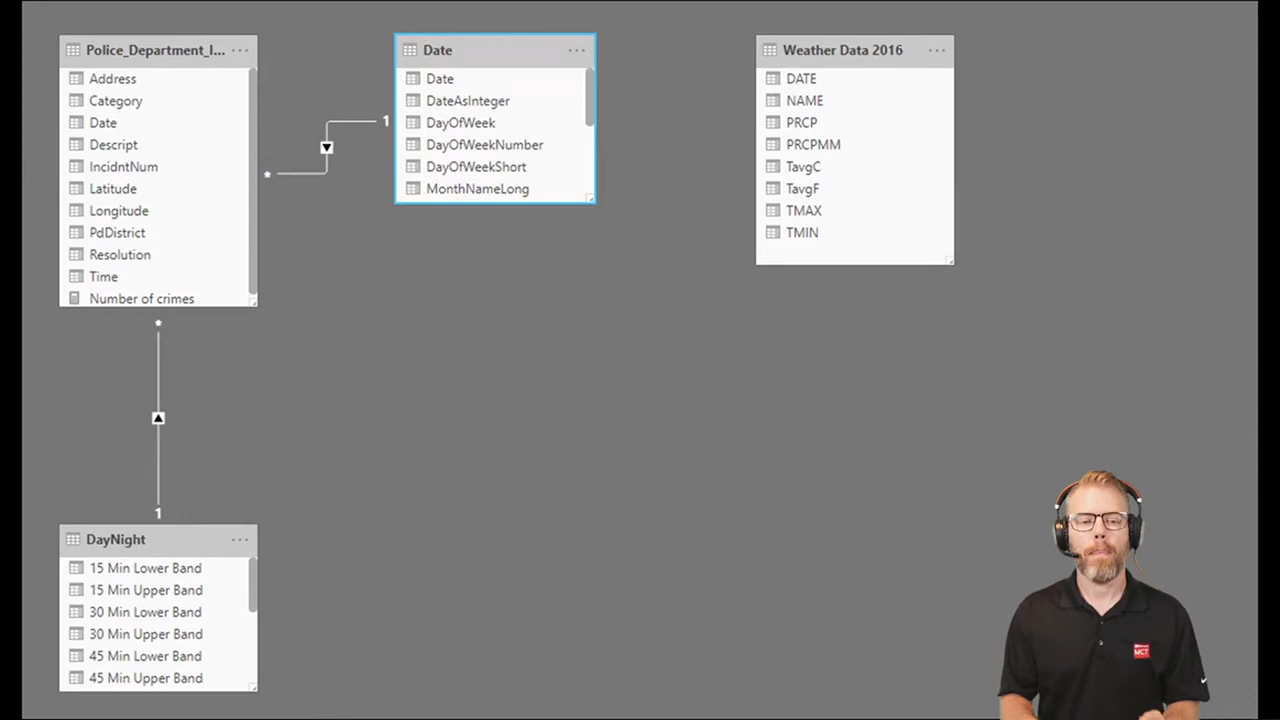 Police_Department_I... ...
Address
Category
Date
Descript
IncidntNum
Latitude
Longitude
PdDistrict
Resolution
Time
Number of crimes
*
1
Date ...
Date
DateAsInteger
DayOfWeek
DayOfWeekNumber
DayOfWeekShort
MonthNameLong
Weather Data 2016 ...
DATE
NAME
PRCP
PRCPMM
TavgC
TavgF
TMAX
TMIN
*
1
DayNight ...
15 Min Lower Band
15 Min Upper Band
30 Min Lower Band
30 Min Upper Band
45 Min Lower Band
45 Min Upper Band
MCT